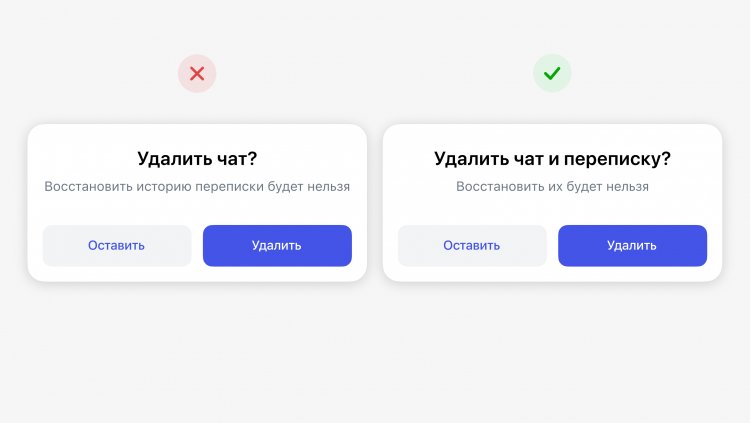 Удалить чат?
Восстановить историю переписки будет нельзя
Оставить
Удалить
Удалить чат и переписку?
Восстановить их будет нельзя
Оставить
Удалить